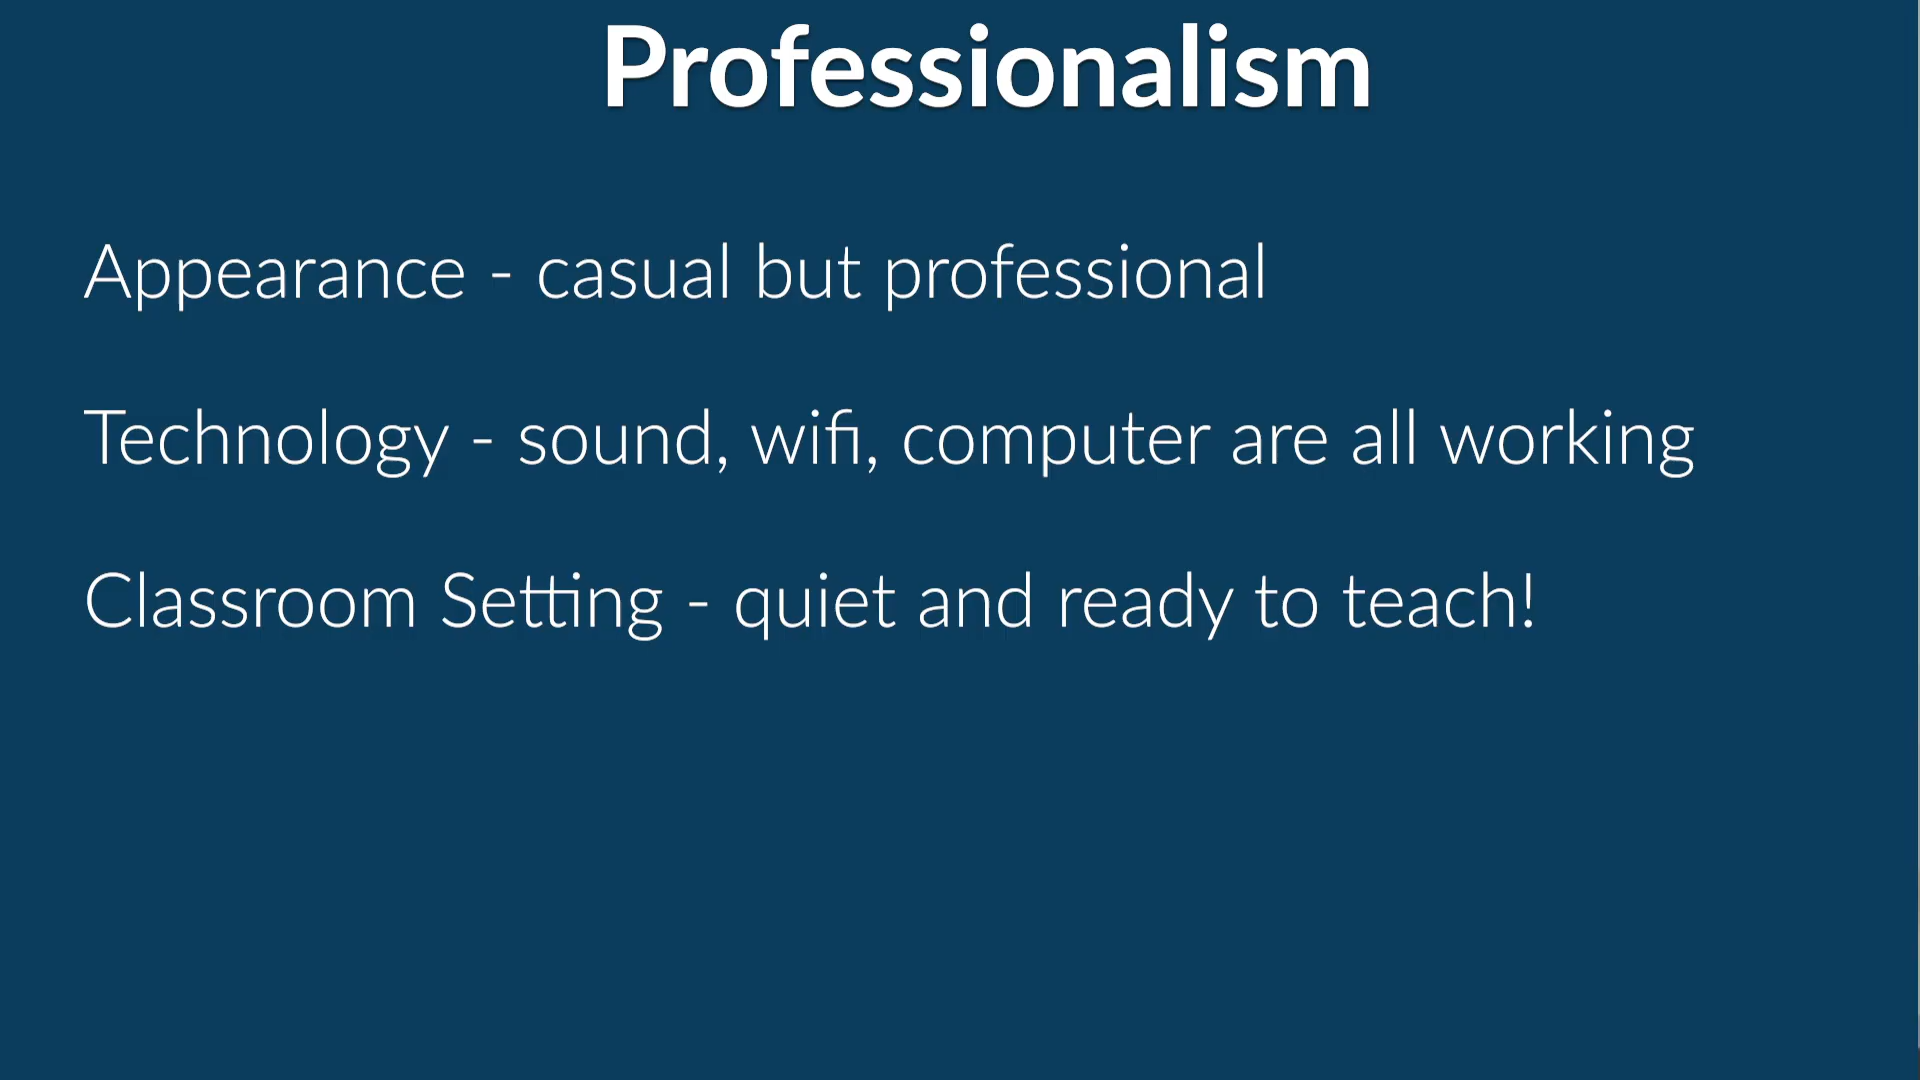 Professionalism
Appearance - casual but professional
Technology - sound, wifi, computer are all working
Classroom Setting - quiet and ready to teach!